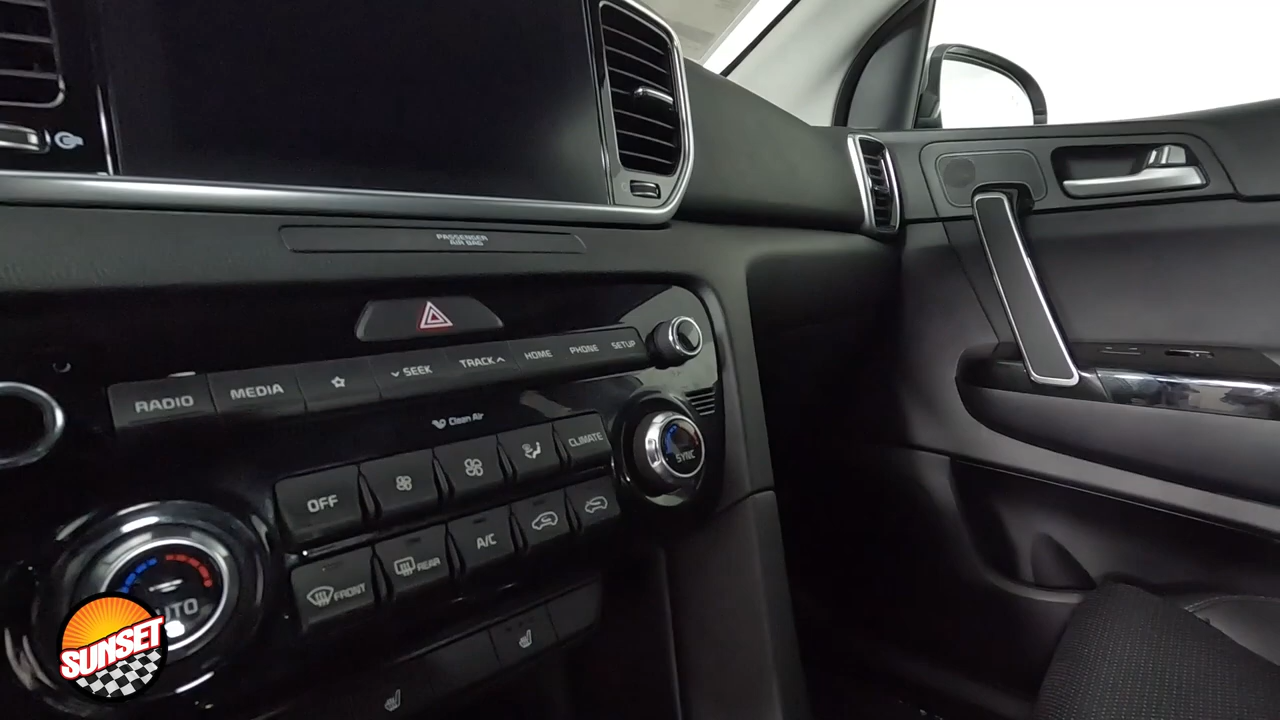 PASSENGER
AIR BAG
RADIO
MEDIA
SEEK
TRACK
HOME
PHONE
SETUP
Clean Air
OFF
CLIMATE
SYNC
FRONT
REAR
A/C
AUTO
SUNSET